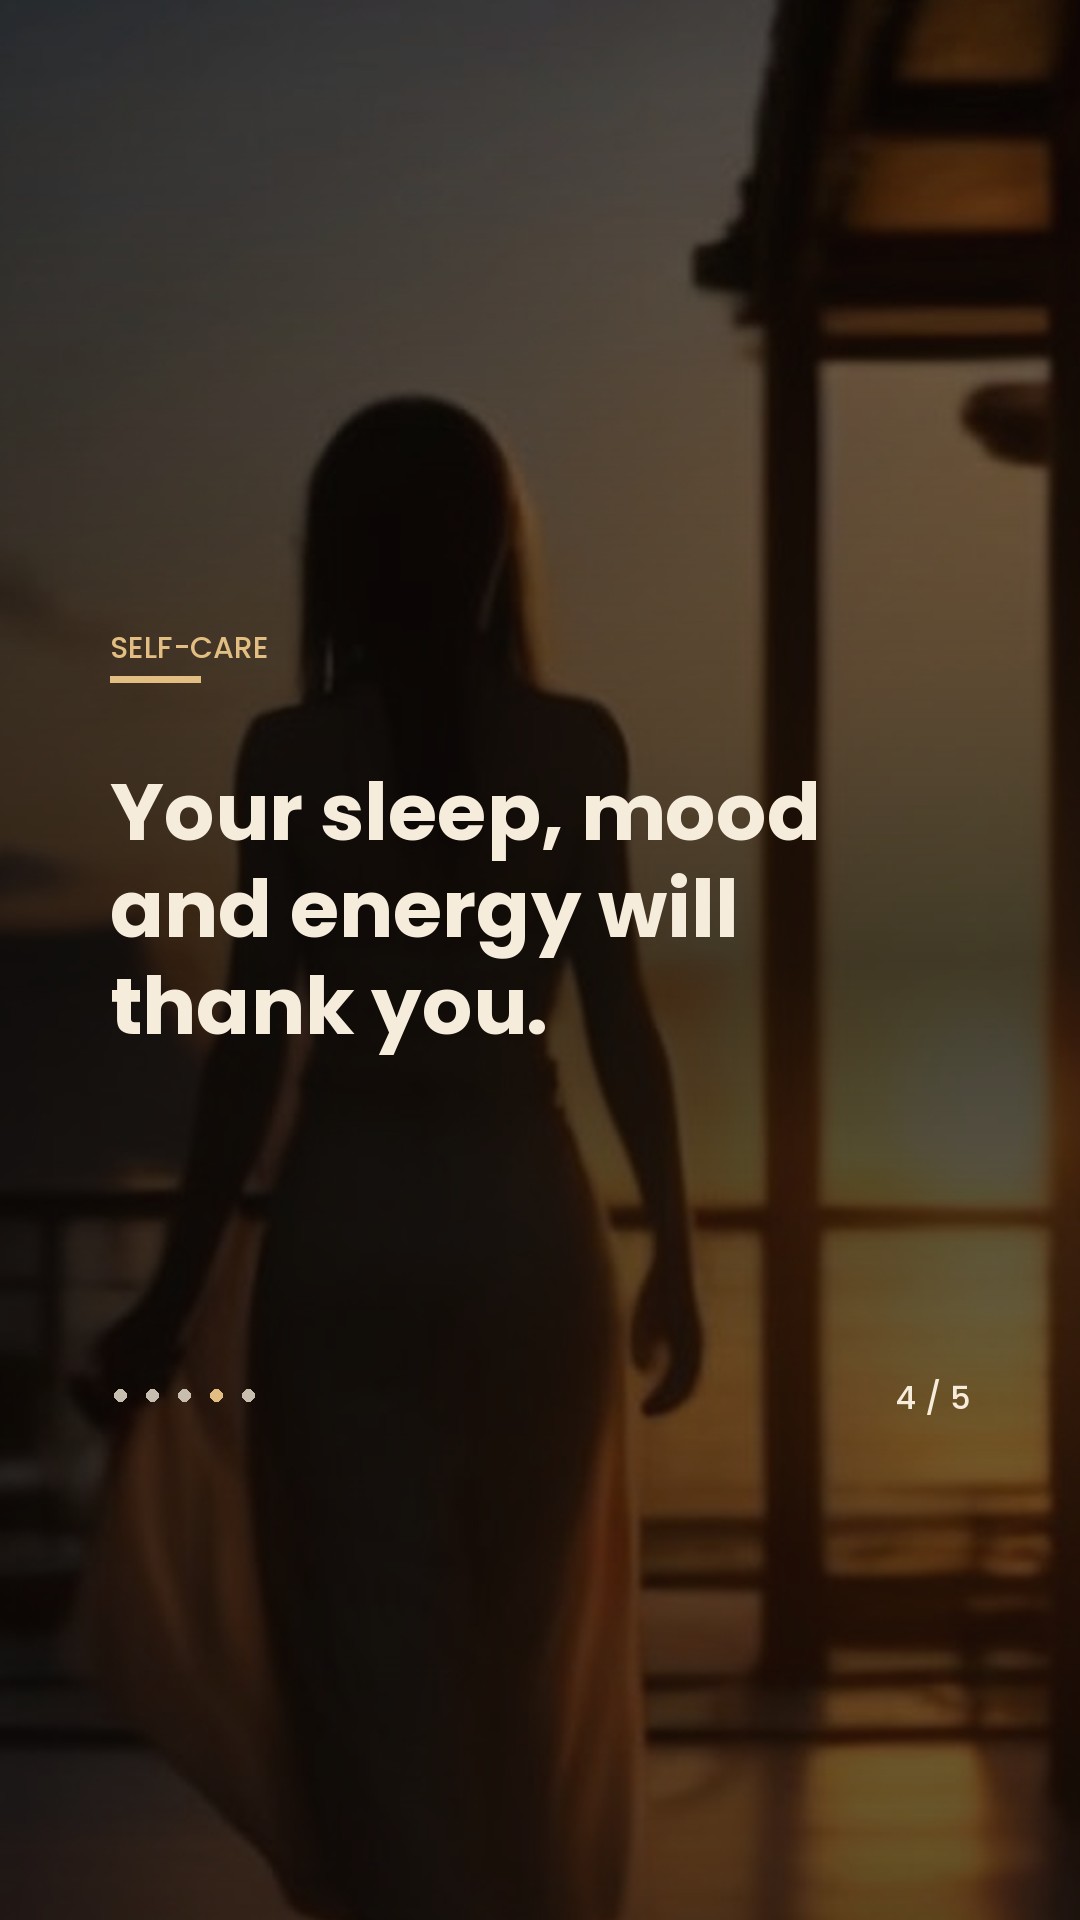 SELF-CARE
Your sleep, mood
and energy will
thank you.
4 / 5